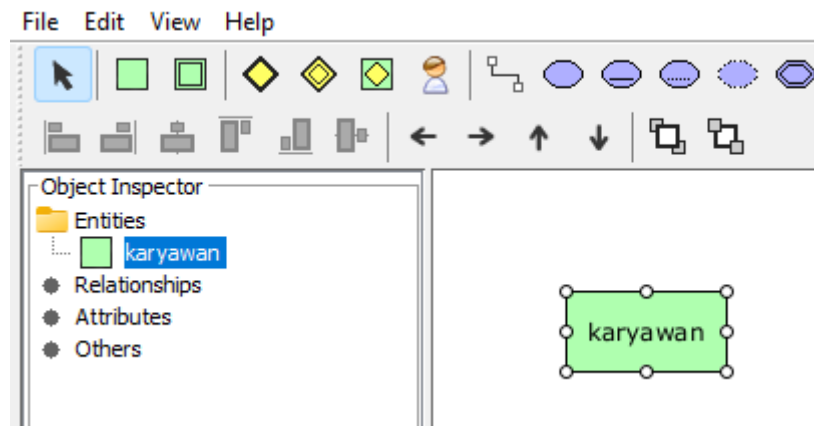 File Edit View Help
Object Inspector
Entities
karyawan
Relationships
Attributes
Others
karyawan